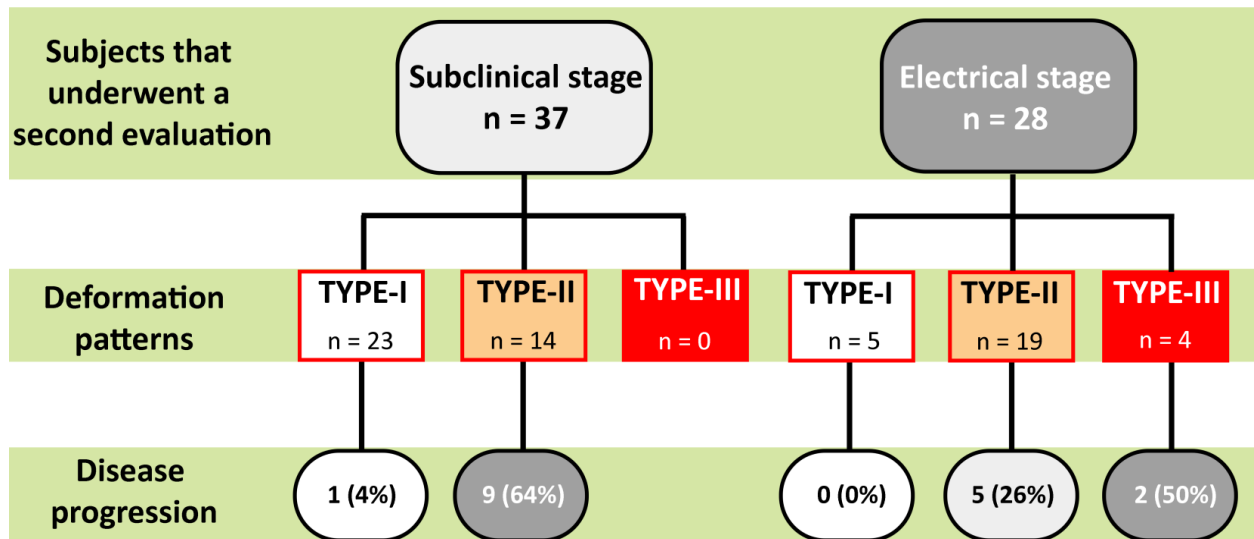 Subjects that
underwent a
second evaluation
Subclinical stage
n = 37
Electrical stage
n = 28
Deformation
patterns
TYPE-I
n = 23
TYPE-II
n = 14
TYPE-III
n = 0
TYPE-I
n = 5
TYPE-II
n = 19
TYPE-III
n = 4
Disease
progression
1 (4%)
9 (64%)
0 (0%)
5 (26%)
2 (50%)